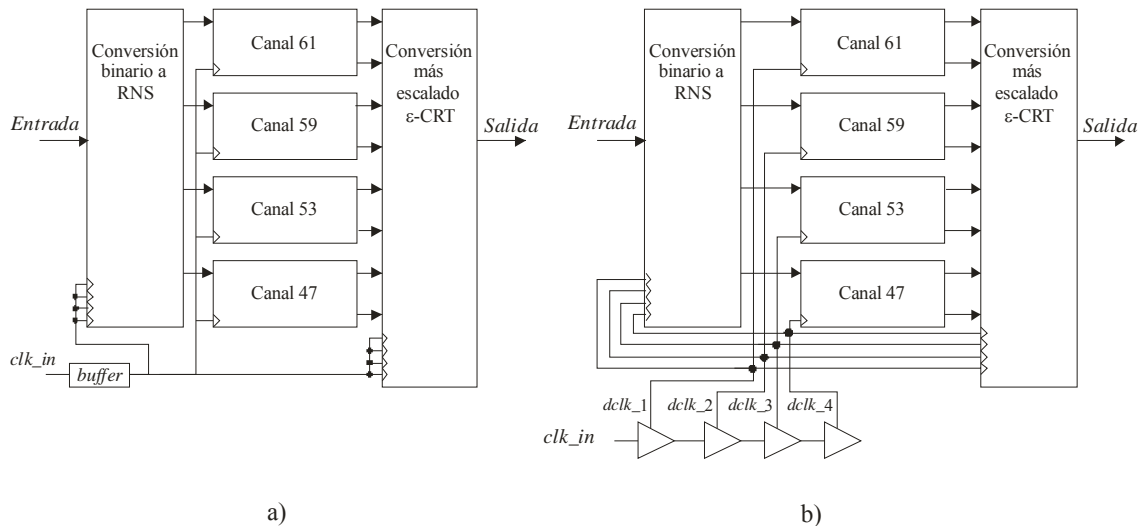 Conversión
binario a
RNS
Canal 61
Canal 59
Canal 53
Canal 47
Conversión
más
escalado
ε-CRT
Entrada
Salida
clk_in
buffer
a)
Conversión
binario a
RNS
Canal 61
Canal 59
Canal 53
Canal 47
Conversión
más
escalado
ε-CRT
Entrada
Salida
dclk_1 dclk_2 dclk_3 dclk_4
clk_in
b)